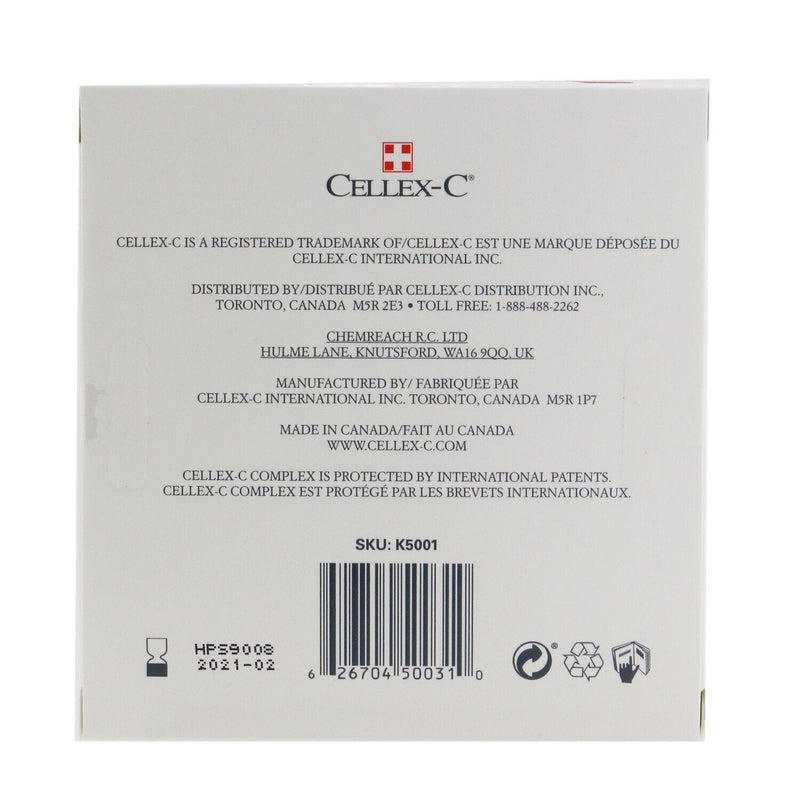 CELLEX-C®
CELLEX-C IS A REGISTERED TRADEMARK OF/CELLEX-C EST UNE MARQUE DÉPOSÉE DU
CELLEX-C INTERNATIONAL INC.
DISTRIBUTED BY/DISTRIBUÉ PAR CELLEX-C DISTRIBUTION INC.,
TORONTO, CANADA M5R 2E3 • TOLL FREE: 1-888-488-2262
CHEMREACH R.C. LTD
HULME LANE, KNUTSFORD, WA16 9QQ, UK
MANUFACTURED BY/ FABRIQUÉE PAR
CELLEX-C INTERNATIONAL INC. TORONTO, CANADA M5R 1P7
MADE IN CANADA/FAIT AU CANADA
WWW.CELLEX-C.COM
CELLEX-C COMPLEX IS PROTECTED BY INTERNATIONAL PATENTS.
CELLEX-C COMPLEX EST PROTÉGÉ PAR LES BREVETS INTERNATIONAUX.
SKU: K5001
HPS9008
2021-02
6 26704 50031 0
®